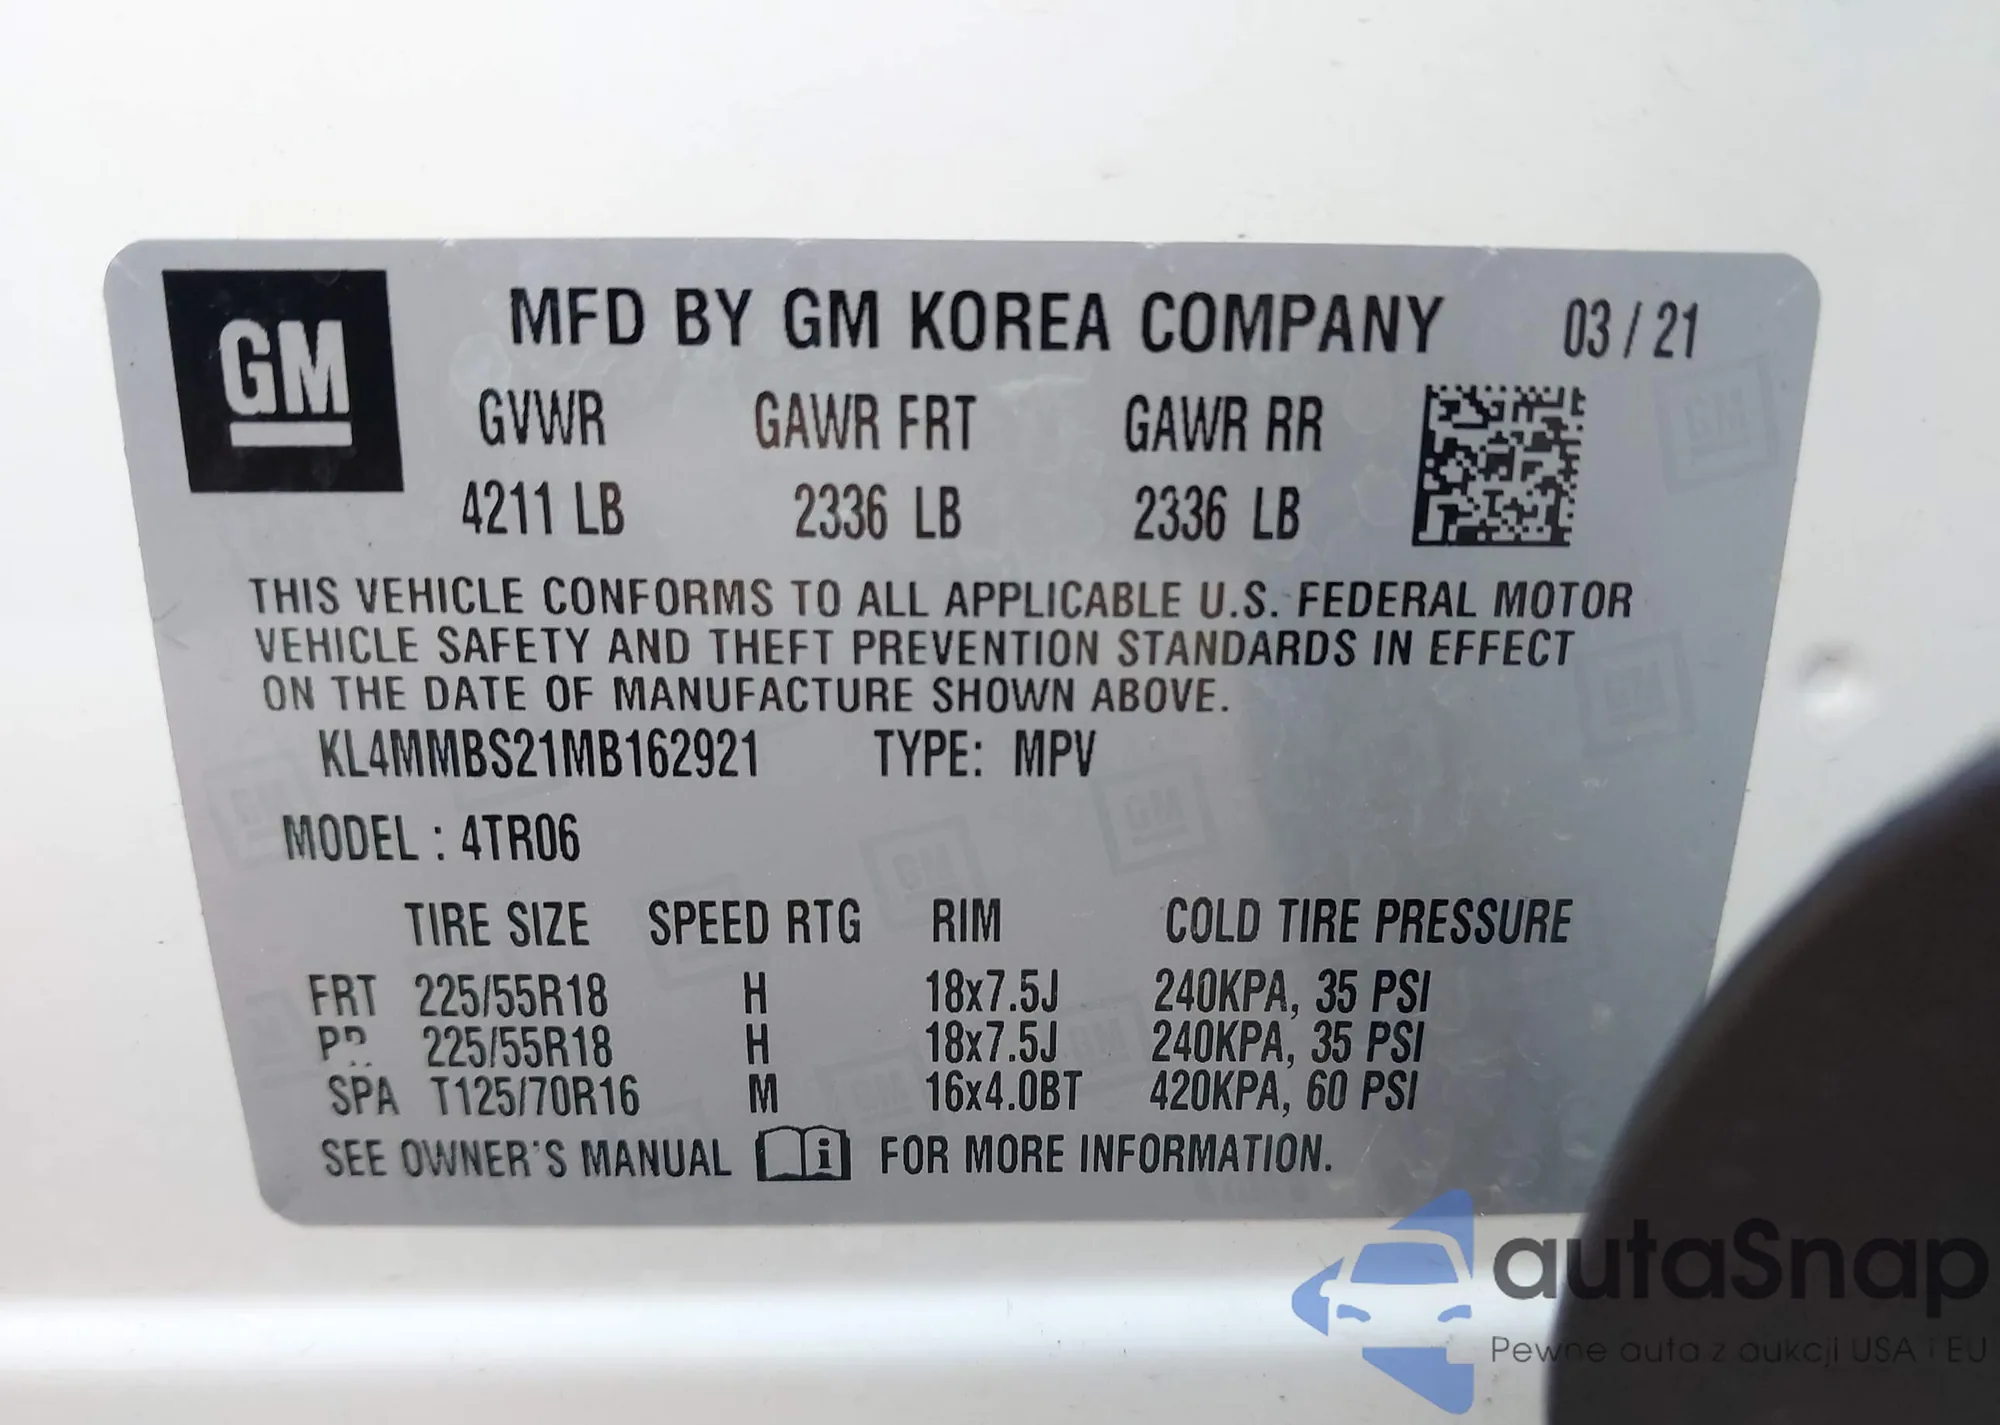 GM
MFD BY GM KOREA COMPANY 03 / 21
GVWR GAWR FRT GAWR RR
4211 LB 2336 LB 2336 LB
THIS VEHICLE CONFORMS TO ALL APPLICABLE U.S. FEDERAL MOTOR
VEHICLE SAFETY AND THEFT PREVENTION STANDARDS IN EFFECT
ON THE DATE OF MANUFACTURE SHOWN ABOVE.
KL4MMBS21MB162921 TYPE: MPV
MODEL : 4TR06
TIRE SIZE SPEED RTG RIM COLD TIRE PRESSURE
FRT 225/55R18 H 18x7.5J 240KPA, 35 PSI
225/55R18 H 18x7.5J 240KPA, 35 PSI
SPA T125/70R16 M 16x4.0BT 420KPA, 60 PSI
SEE OWNER'S MANUAL i FOR MORE INFORMATION.
autaSnap
Pewne auta z aukcji USA i EU